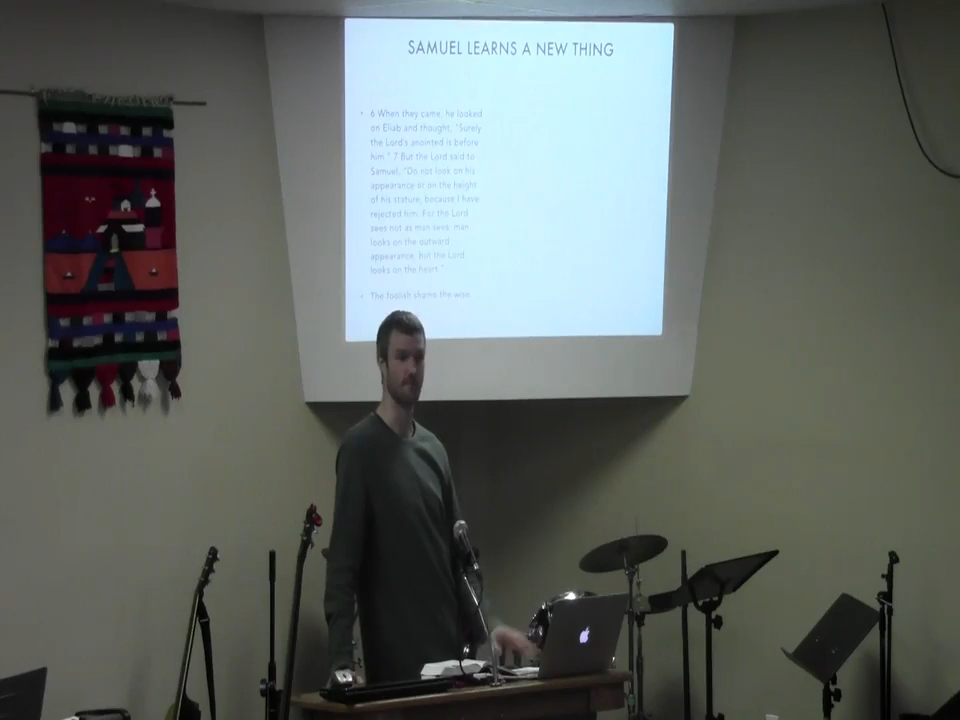 SAMUEL LEARNS A NEW THING
• 6 When they came, he looked
on Eliab and thought, "Surely
the Lord's anointed is before
him." 7 But the Lord said to
Samuel, "Do not look on his
appearance or on the height
of his stature, because I have
rejected him. For the Lord
sees not as man sees: man
looks on the outward
appearance, but the Lord
looks on the heart."
• The foolish shame the wise